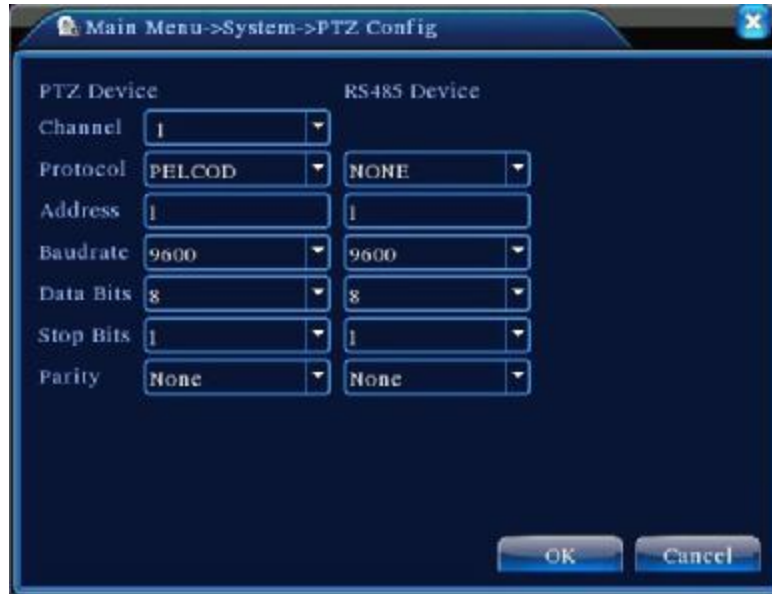 Main Menu->System->PTZ Config
PTZ Device RS485 Device
Channel 1
Protocol PELCOD NONE
Address 1 1
Baudrate 9600 9600
Data Bits 8 8
Stop Bits 1 1
Parity None None
OK Cancel